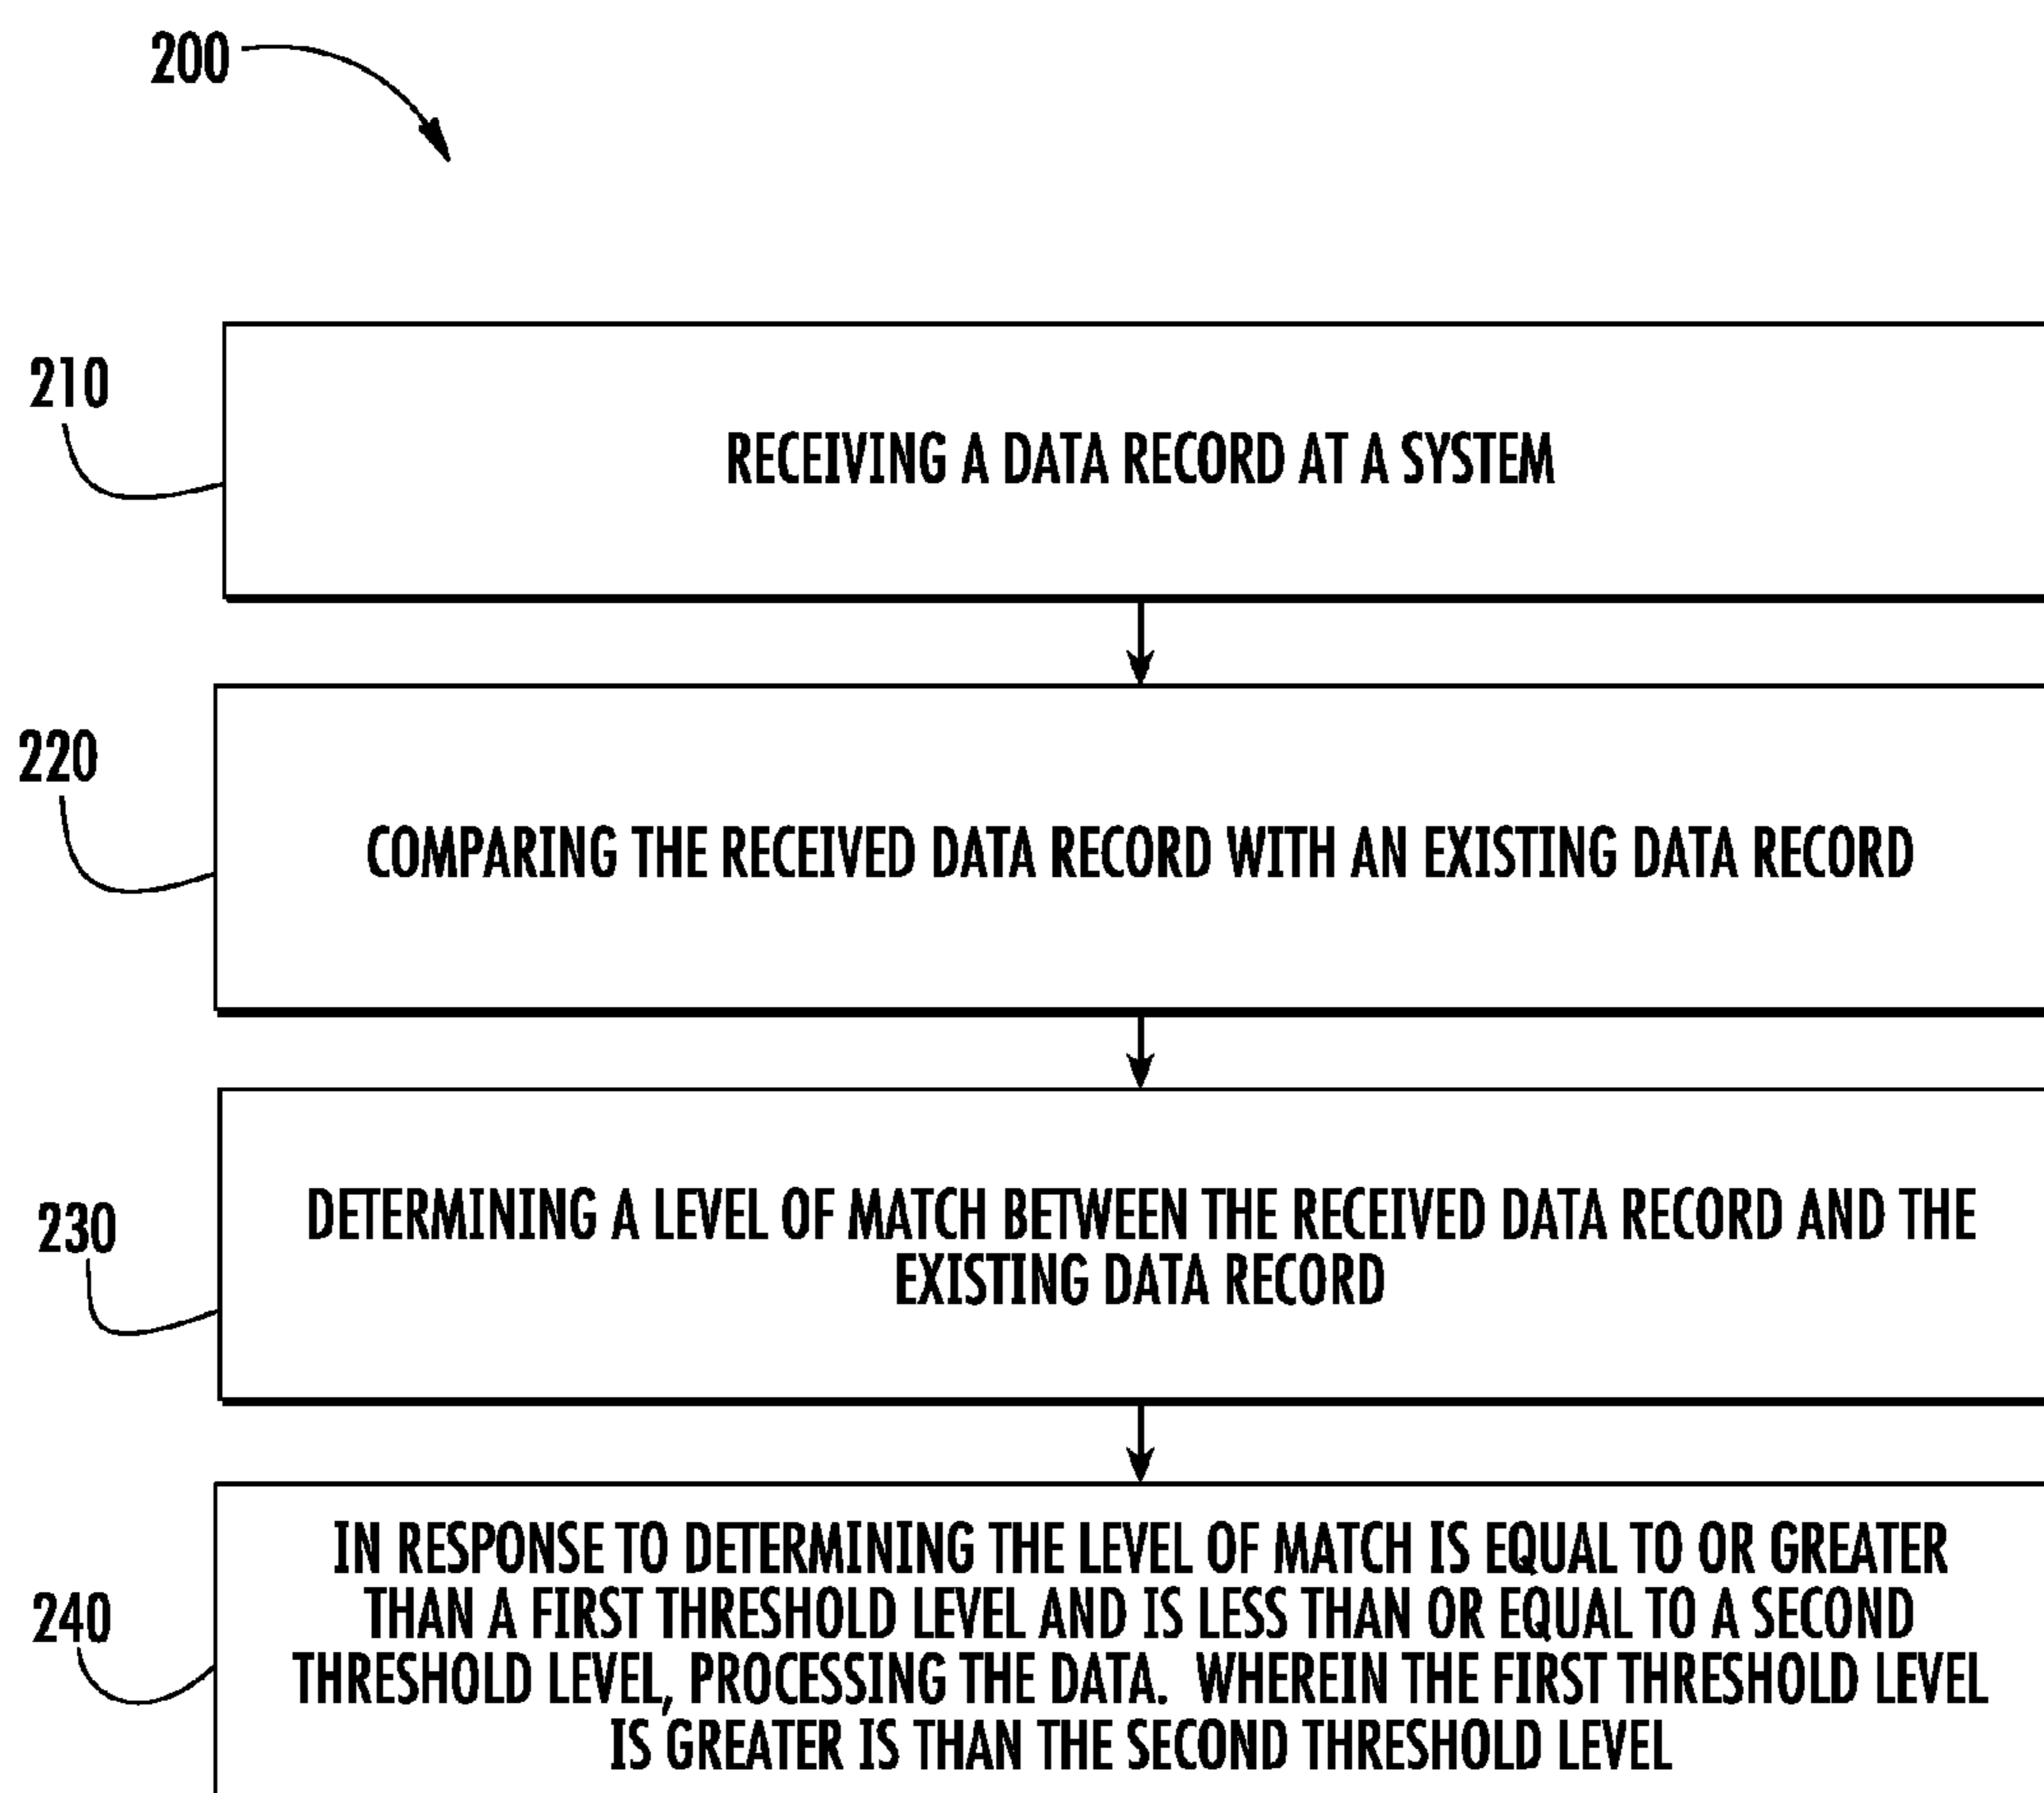 200
210
RECEIVING A DATA RECORD AT A SYSTEM
220
COMPARING THE RECEIVED DATA RECORD WITH AN EXISTING DATA RECORD
230
DETERMINING A LEVEL OF MATCH BETWEEN THE RECEIVED DATA RECORD AND THE
EXISTING DATA RECORD
240
IN RESPONSE TO DETERMINING THE LEVEL OF MATCH IS EQUAL TO OR GREATER
THAN A FIRST THRESHOLD LEVEL AND IS LESS THAN OR EQUAL TO A SECOND
THRESHOLD LEVEL, PROCESSING THE DATA. WHEREIN THE FIRST THRESHOLD LEVEL
IS GREATER IS THAN THE SECOND THRESHOLD LEVEL